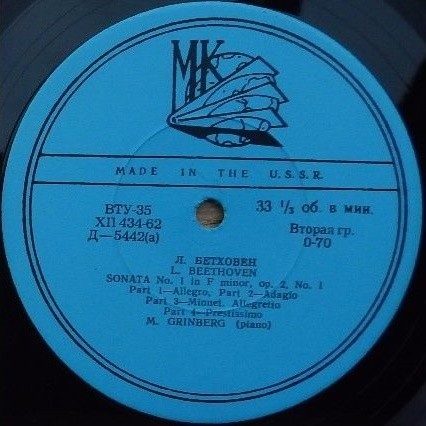 МК
MADE IN THE U.S.S.R.
ВТУ-35
ХП 434-62
Д—5442(а)
33 1/3 об. в мин.
Вторая гр.
0-70
Л. БЕТХОВЕН
L. BEETHOVEN
SONATA No. 1 in F minor, op. 2, No. 1
Part 1—Allegro, Part 2—Adagio
Part 3—Minuet. Allegretto
Part 4—Prestissimo
M. GRINBERG (piano)